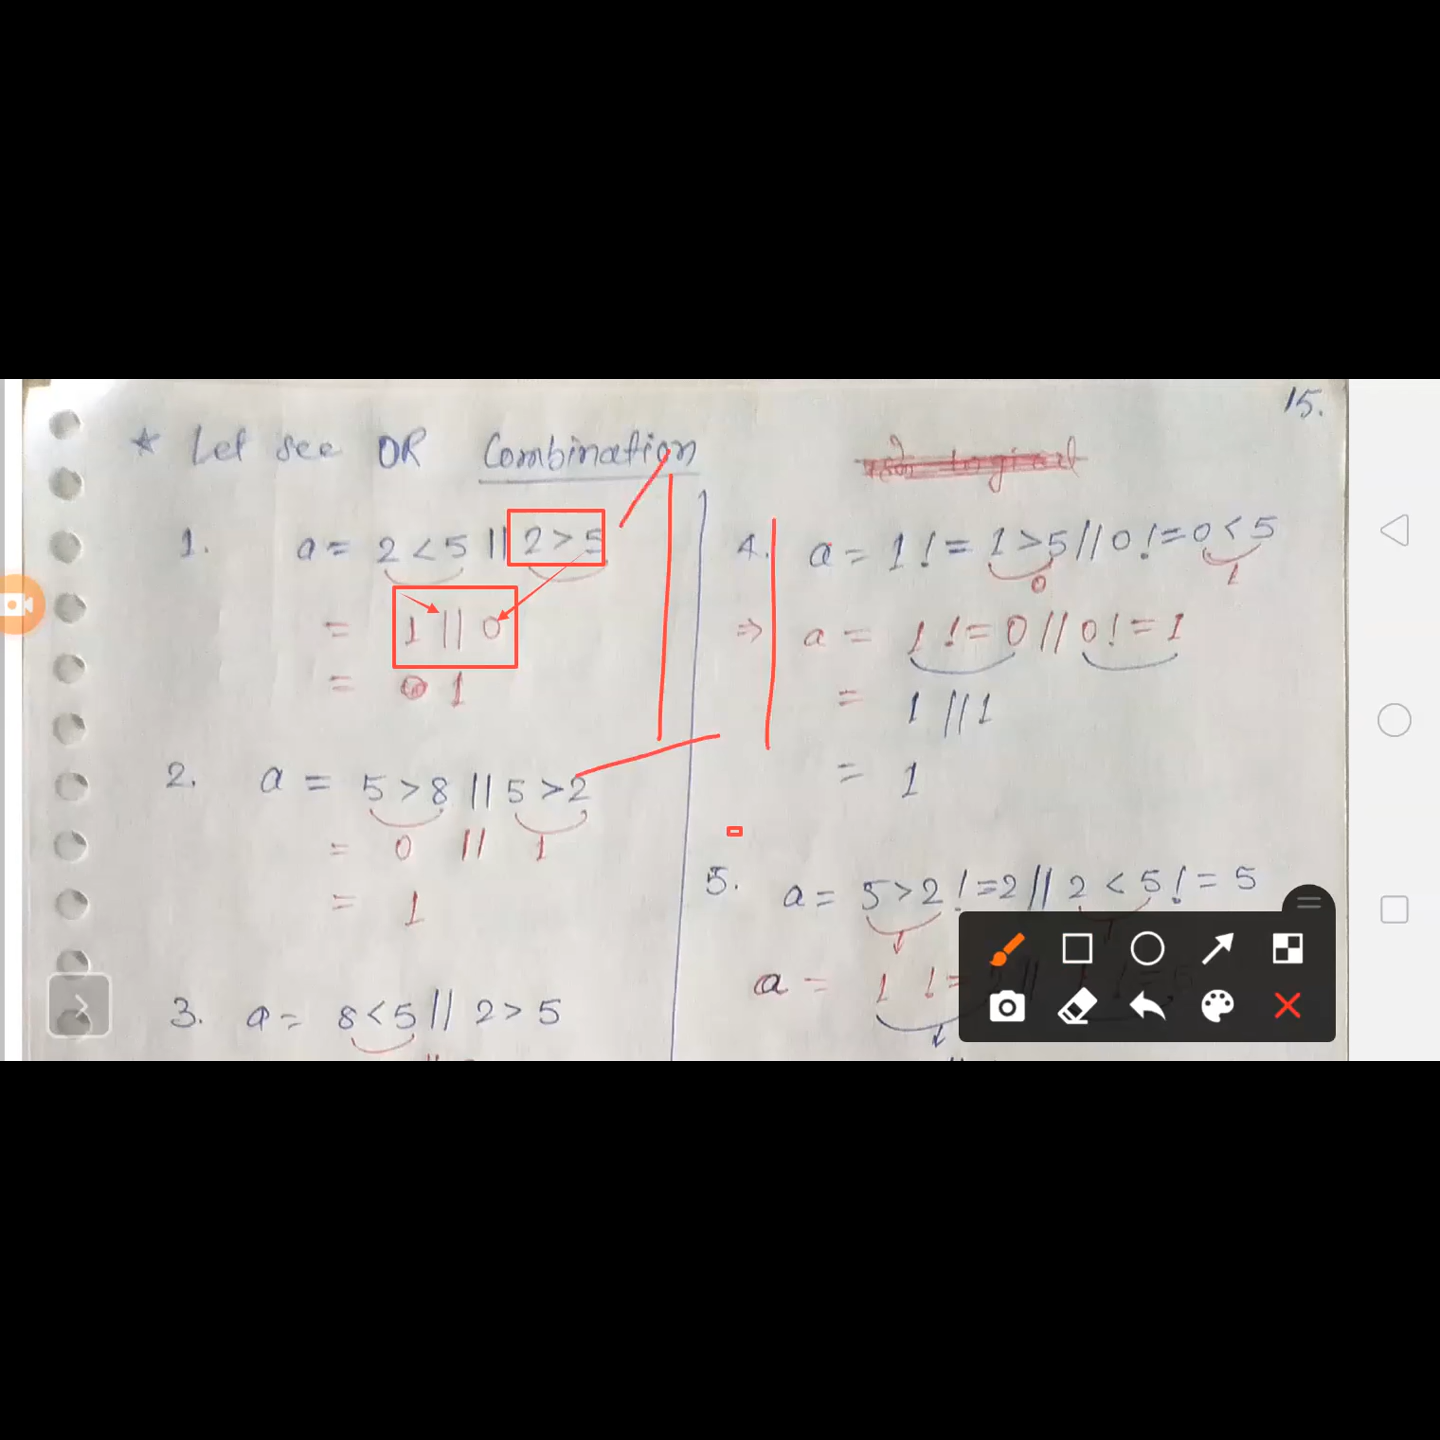 15.
* Let see OR Combination
1. a = 2 < 5 || 2 > 5
= 1 || 0
= 1
2. a = 5 > 8 || 5 > 2
= 0 || 1
= 1
3. a = 8 < 5 || 2 > 5
4. a = 1 != 1 > 5 || 0 != 0 < 5
0 1
⇒ a = 1 != 0 || 0 != 1
= 1 || 1
= 1
5. a = 5 > 2 != 2 || 2 < 5 != 5
a = 1 !=